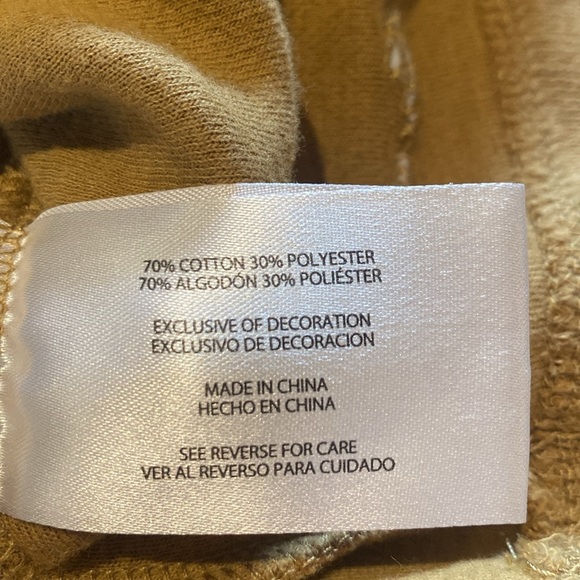 70% COTTON 30% POLYESTER
70% ALGODÓN 30% POLIÉSTER
EXCLUSIVE OF DECORATION
EXCLUSIVO DE DECORACION
MADE IN CHINA
HECHO EN CHINA
SEE REVERSE FOR CARE
VER AL REVERSO PARA CUIDADO